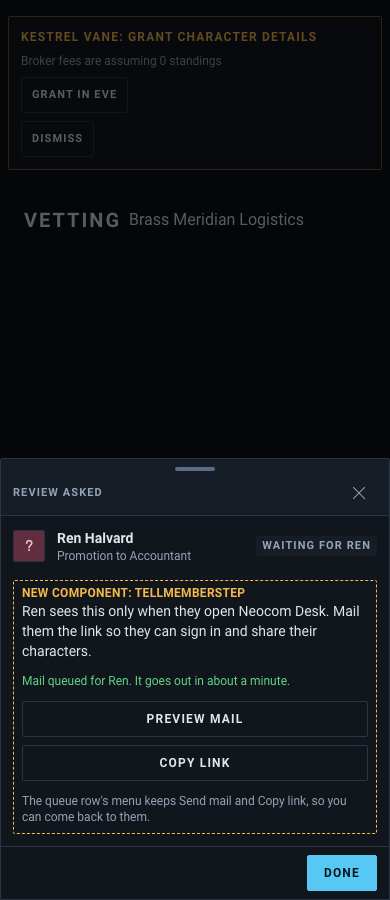 KESTREL VANE: GRANT CHARACTER DETAILS
Broker fees are assuming 0 standings
GRANT IN EVE
DISMISS
VETTING Brass Meridian Logistics
REVIEW ASKED
?
Ren Halvard
Promotion to Accountant
WAITING FOR REN
NEW COMPONENT: TELLMEMBERSTEP
Ren sees this only when they open Neocom Desk. Mail
them the link so they can sign in and share their
characters.
Mail queued for Ren. It goes out in about a minute.
PREVIEW MAIL
COPY LINK
The queue row's menu keeps Send mail and Copy link, so you
can come back to them.
DONE